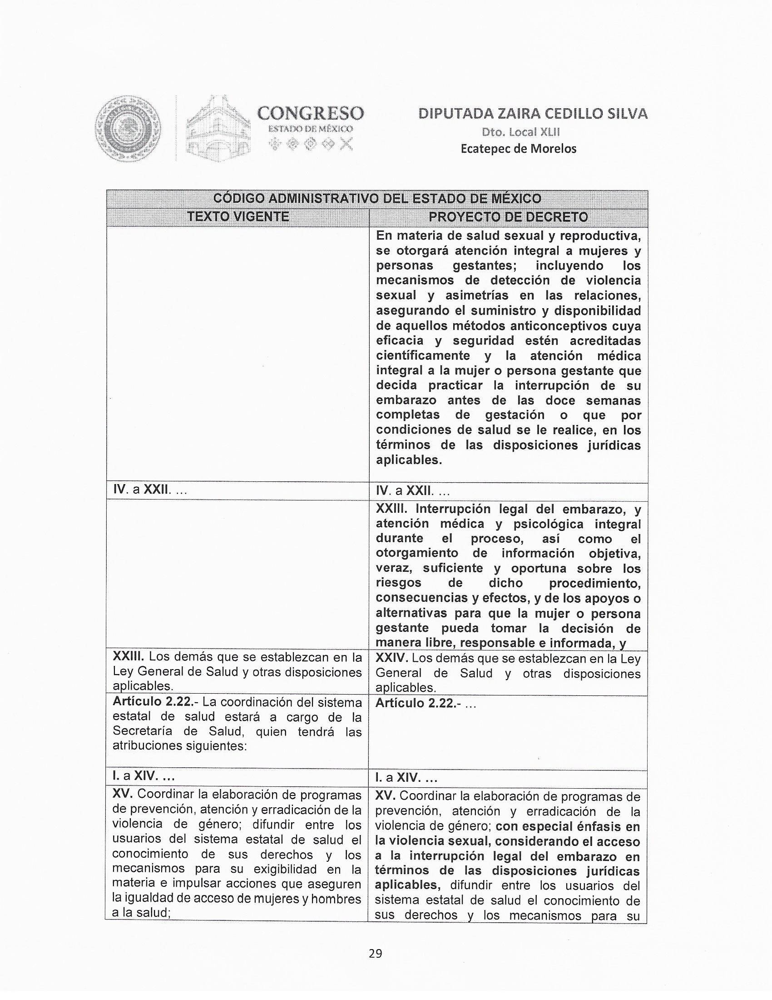 CONGRESO
ESTADO DE MÉXICO
DIPUTADA ZAIRA CEDILLO SILVA
Dto. Local XLII
Ecatepec de Morelos
CÓDIGO ADMINISTRATIVO DEL ESTADO DE MÉXICO
TEXTO VIGENTE
PROYECTO DE DECRETO
En materia de salud sexual y reproductiva,
se otorgará atención integral a mujeres y
personas gestantes; incluyendo los
mecanismos de detección de violencia
sexual y asimetrías en las relaciones,
asegurando el suministro y disponibilidad
de aquellos métodos anticonceptivos cuya
eficacia y seguridad estén acreditadas
científicamente y la atención médica
integral a la mujer o persona gestante que
decida practicar la interrupción de su
embarazo antes de las doce semanas
completas de gestación o que por
condiciones de salud se le realice, en los
términos de las disposiciones jurídicas
aplicables.
IV. a XXII. ...
IV. a XXII. ...
XXIII. Interrupción legal del embarazo, y
atención médica y psicológica integral
durante el proceso, así como el
otorgamiento de información objetiva,
veraz, suficiente y oportuna sobre los
riesgos de dicho procedimiento,
consecuencias y efectos, y de los apoyos o
alternativas para que la mujer o persona
gestante pueda tomar la decisión de
manera libre, responsable e informada, y
XXIII. Los demás que se establezcan en la
Ley General de Salud y otras disposiciones
aplicables.
XXIV. Los demás que se establezcan en la Ley
General de Salud y otras disposiciones
aplicables.
Artículo 2.22.- La coordinación del sistema
estatal de salud estará a cargo de la
Secretaría de Salud, quien tendrá las
atribuciones siguientes:
Artículo 2.22.- ...
I. a XIV. ...
I. a XIV. ...
XV. Coordinar la elaboración de programas
de prevención, atención y erradicación de la
violencia de género; difundir entre los
usuarios del sistema estatal de salud el
conocimiento de sus derechos y los
mecanismos para su exigibilidad en la
materia e impulsar acciones que aseguren
la igualdad de acceso de mujeres y hombres
a la salud;
XV. Coordinar la elaboración de programas de
prevención, atención y erradicación de la
violencia de género; con especial énfasis en
la violencia sexual, considerando el acceso
a la interrupción legal del embarazo en
términos de las disposiciones jurídicas
aplicables, difundir entre los usuarios del
sistema estatal de salud el conocimiento de
sus derechos y los mecanismos para su
29